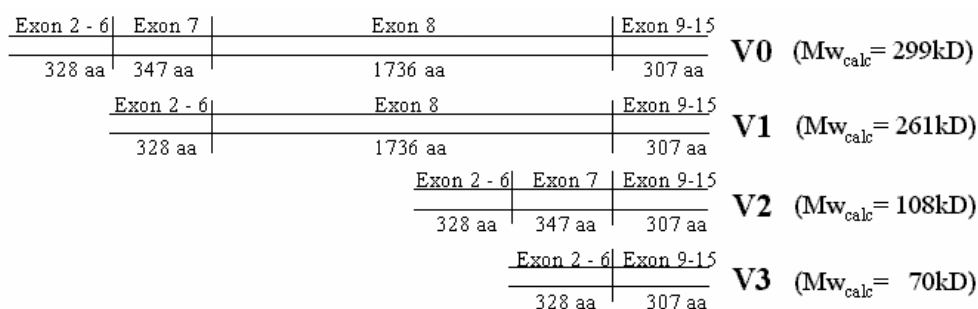 Exon 2 - 6 Exon 7 Exon 8 Exon 9-15
V0 (Mwcalc= 299kD)
328 aa 347 aa 1736 aa 307 aa
Exon 2 - 6 Exon 8 Exon 9-15
V1 (Mwcalc= 261kD)
328 aa 1736 aa 307 aa
Exon 2 - 6 Exon 7 Exon 9-15
V2 (Mwcalc= 108kD)
328 aa 347 aa 307 aa
Exon 2 - 6 Exon 9-15
V3 (Mwcalc= 70kD)
328 aa 307 aa